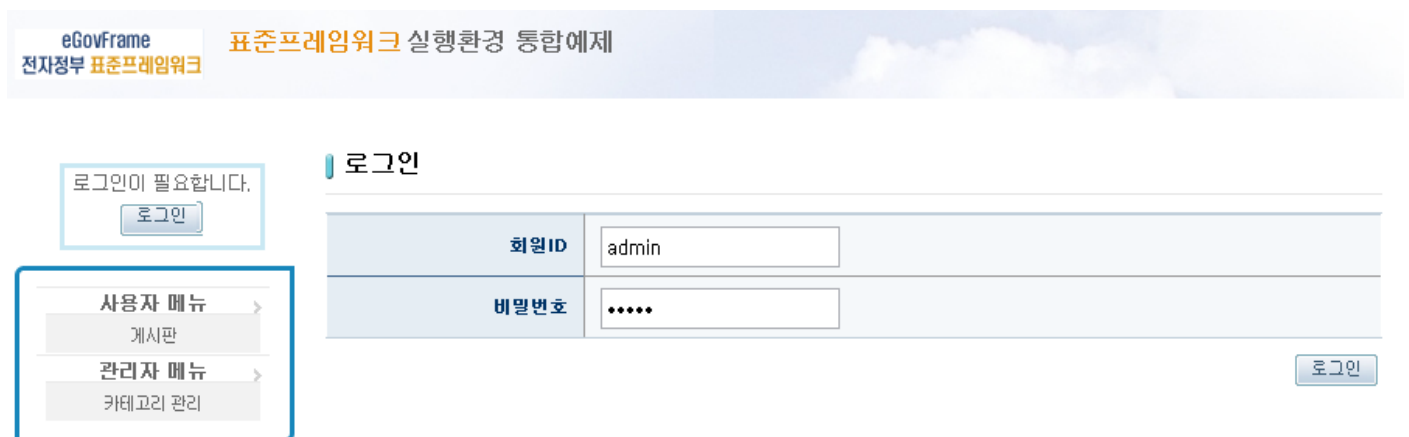 eGovFrame
전자정부 표준프레임워크
표준프레임워크 실행환경 통합예제
로그인이 필요합니다.
로그인
사용자 메뉴
게시판
관리자 메뉴
카테고리 관리
로그인
회원ID
admin
비밀번호
•••••
로그인